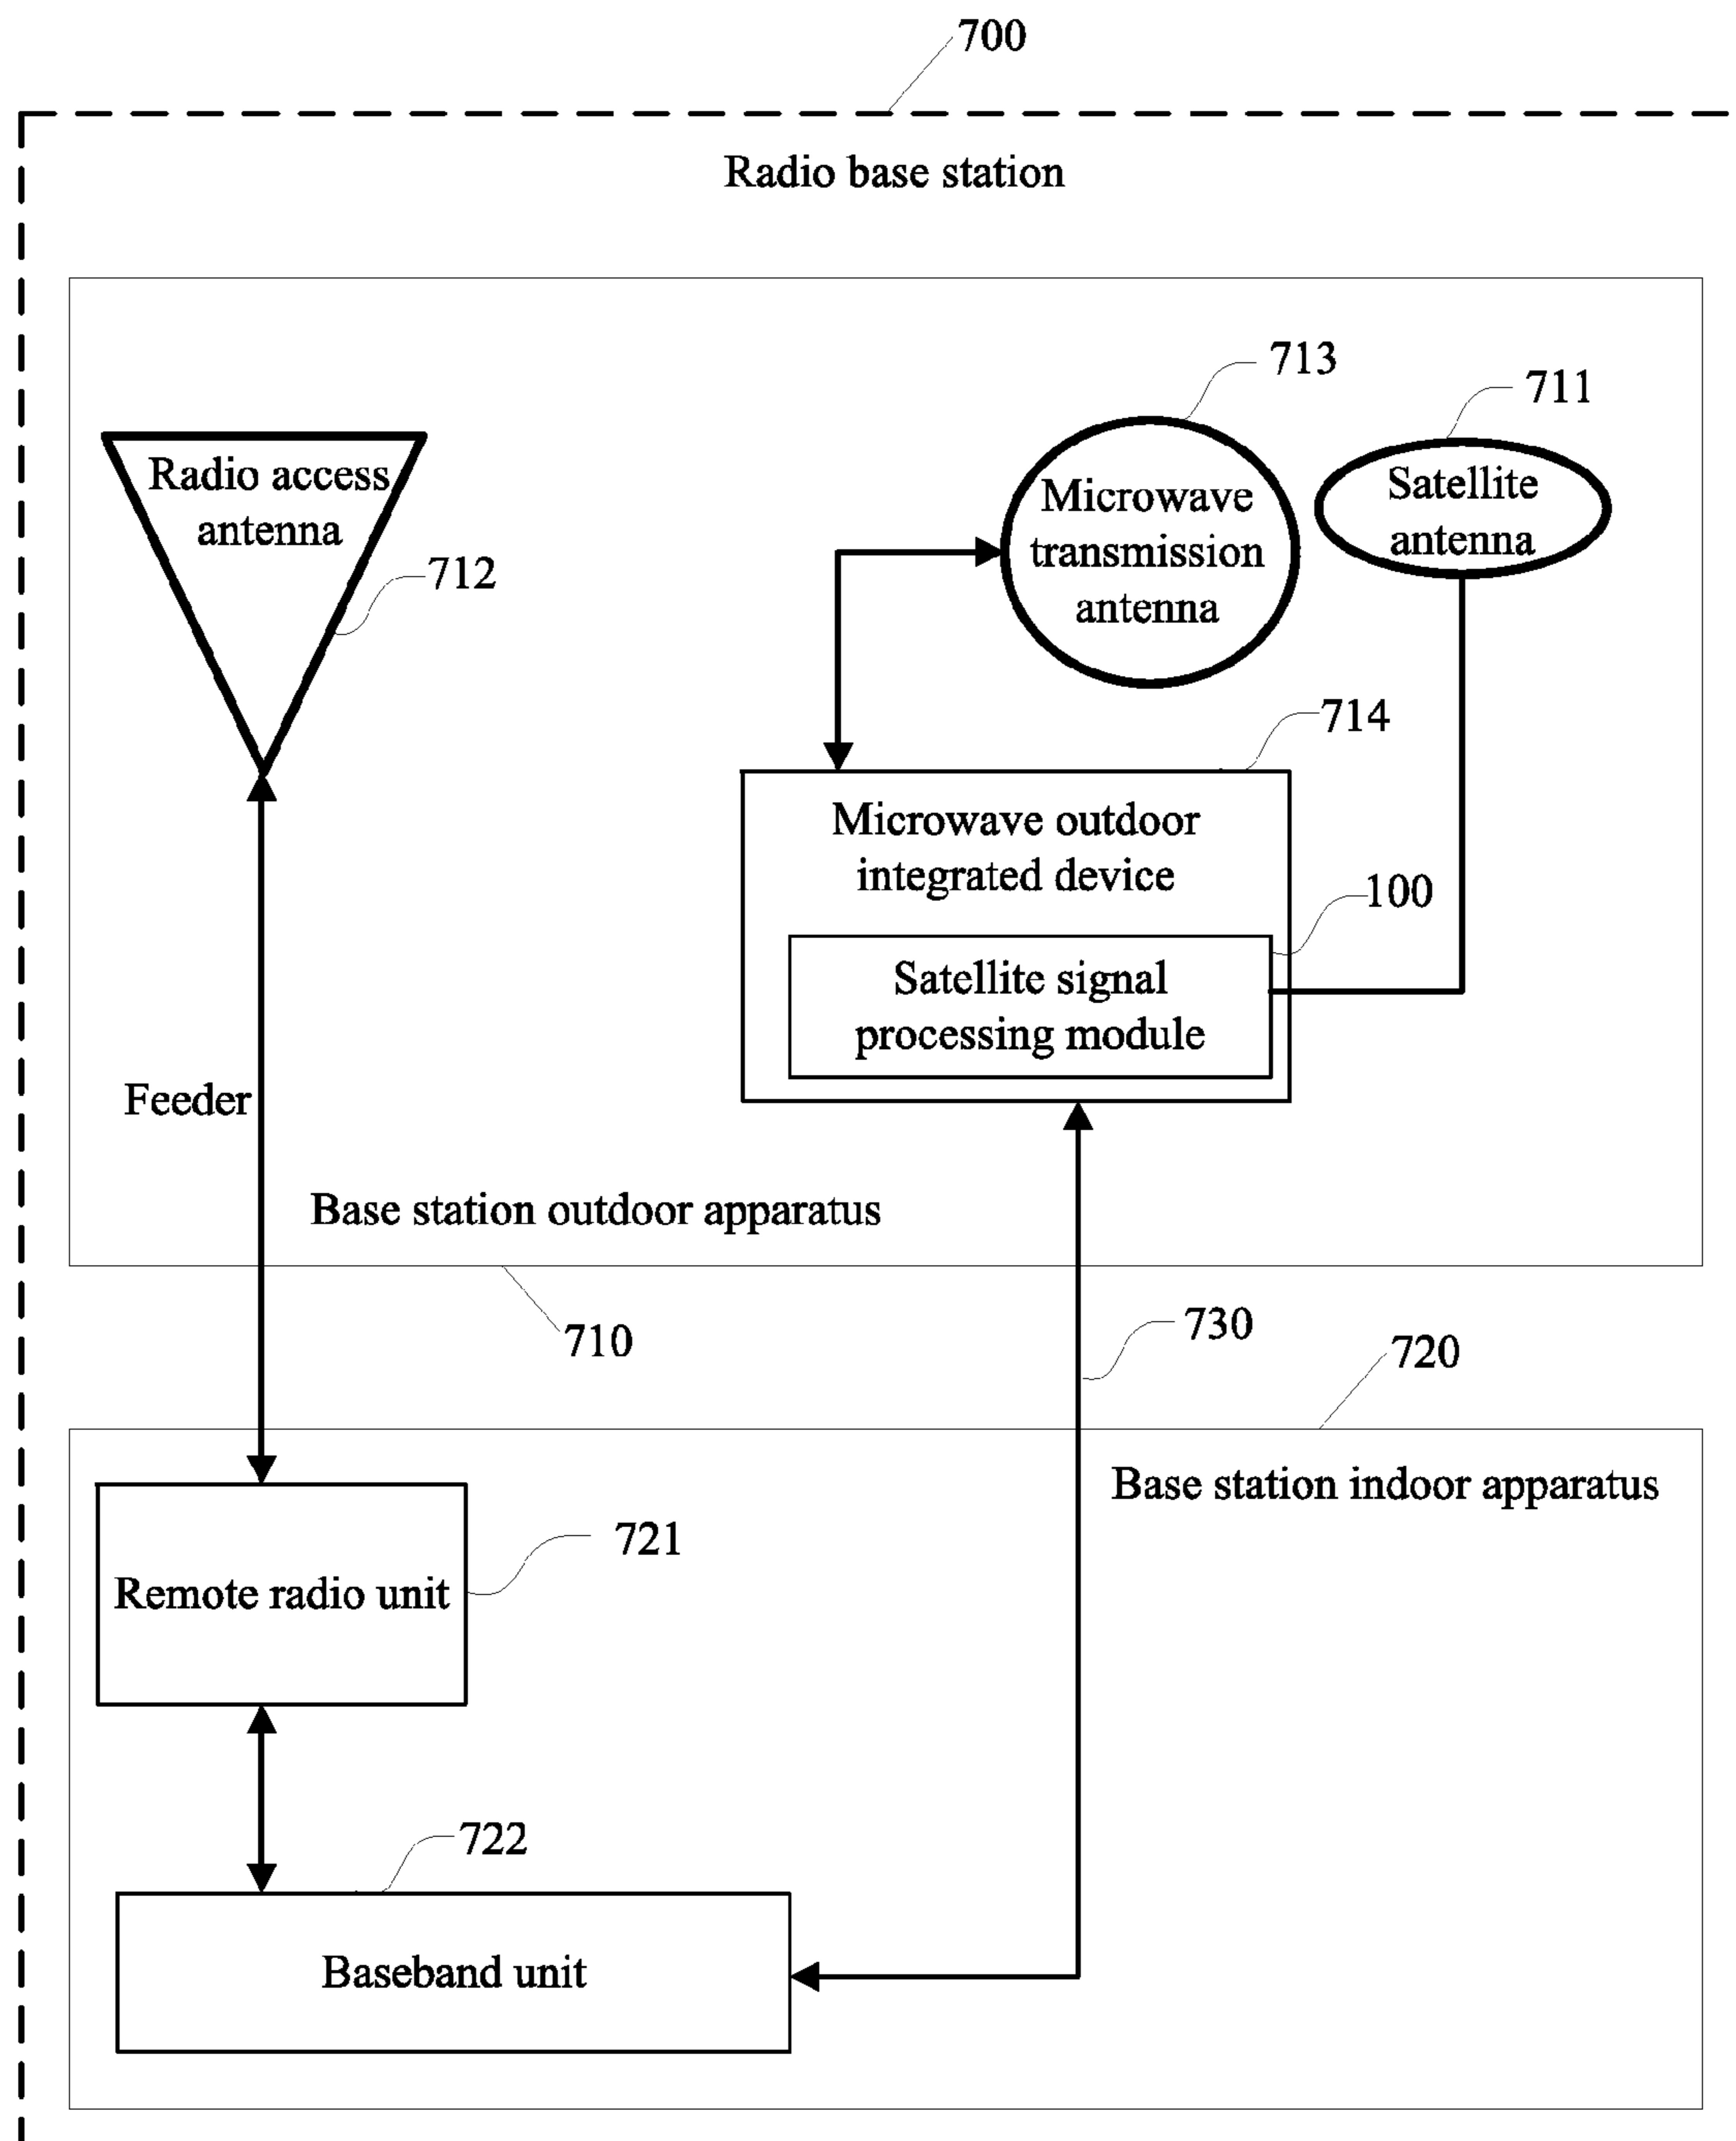 700
Radio base station
713
711
Radio access
antenna
712
Microwave
transmission
antenna
Satellite
antenna
714
Microwave outdoor
integrated device
100
Satellite signal
processing module
Feeder
Base station outdoor apparatus
710
730
720
Base station indoor apparatus
721
Remote radio unit
722
Baseband unit